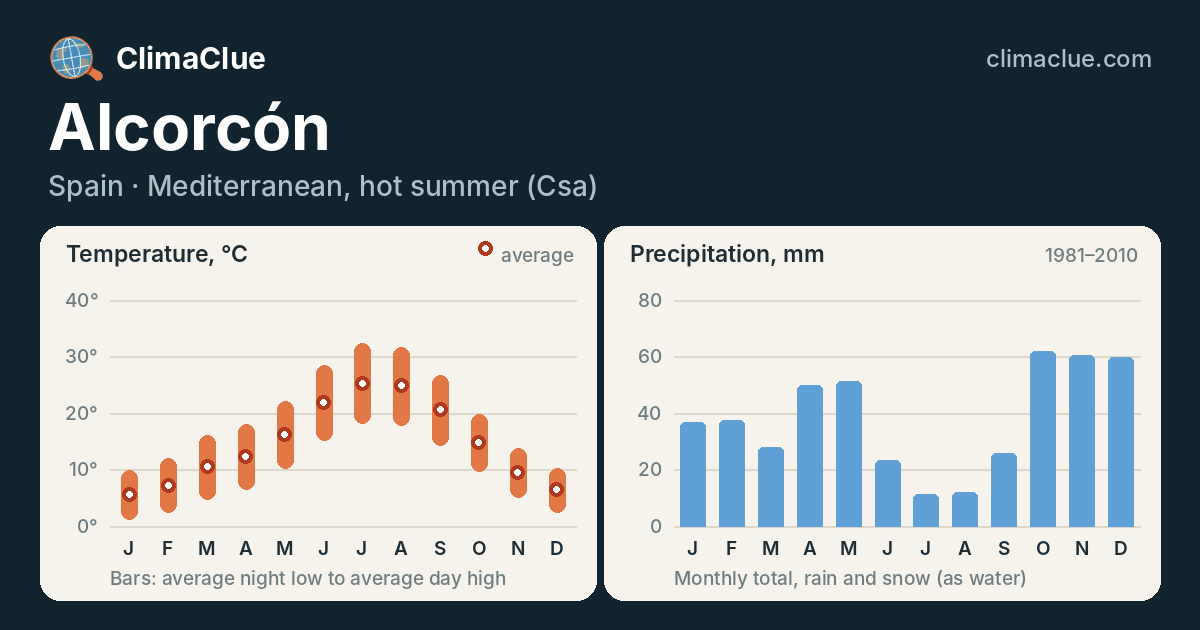 ClimaClue
climaclue.com
Alcorcón
Spain · Mediterranean, hot summer (Csa)
Temperature, °C
average
40°
30°
20°
10°
0°
J F M A M J J A S O N D
Bars: average night low to average day high
Precipitation, mm
1981–2010
80
60
40
20
0
J F M A M J J A S O N D
Monthly total, rain and snow (as water)